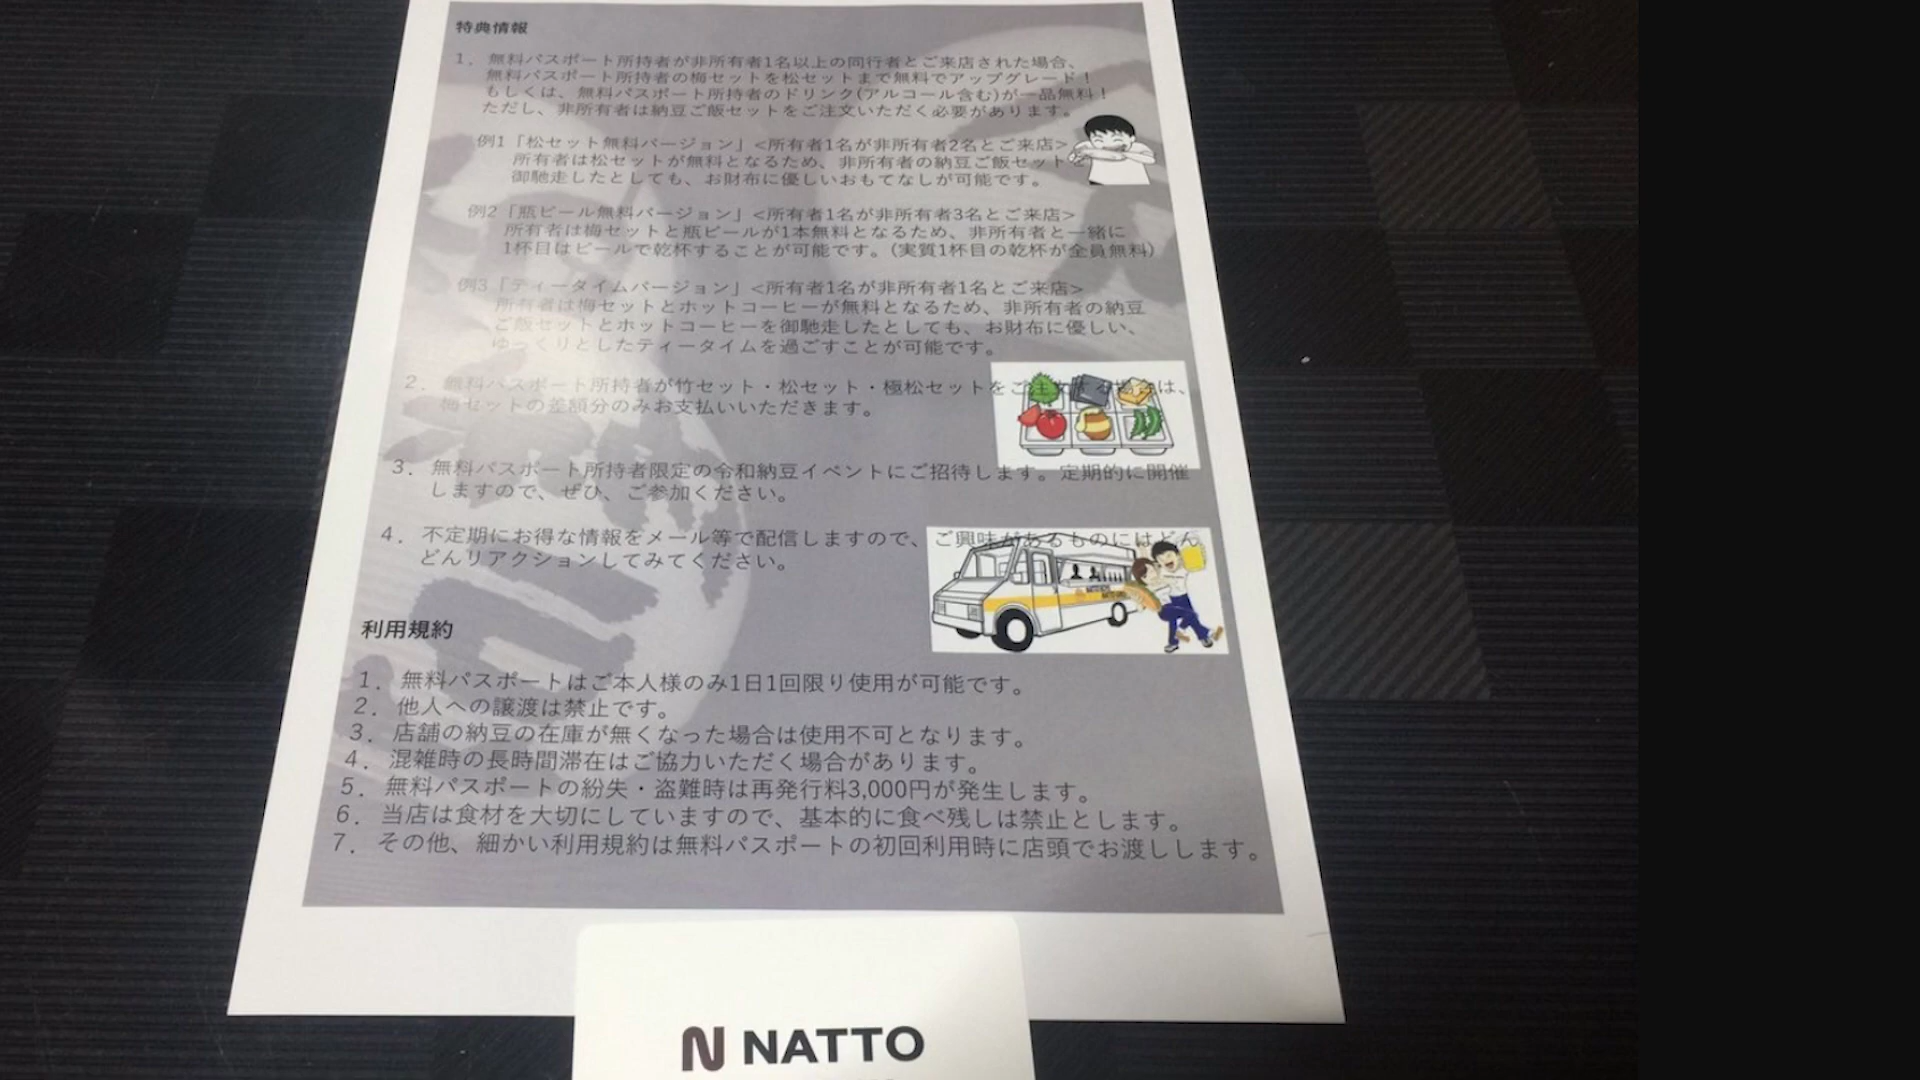 特典情報
1. 無料パスポート所持者が非所有者1名以上の同行者とご来店された場合、
無料パスポート所持者の梅セットを松セットまで無料でアップグレード！
もしくは、無料パスポート所持者のドリンク(アルコール含む)が一品無料！
ただし、非所有者は納豆ご飯セットをご注文いただく必要があります。
例1「松セット無料バージョン」<所有者1名が非所有者2名とご来店>
所有者は松セットが無料となるため、非所有者の納豆ご飯セットを
御馳走したとしても、お財布に優しいおもてなしが可能です。
例2「瓶ビール無料バージョン」<所有者1名が非所有者3名とご来店>
所有者は梅セットと瓶ビールが1本無料となるため、非所有者と一緒に
1杯目はビールで乾杯することが可能です。(実質1杯目の乾杯が全員無料)
例3「ティータイムバージョン」<所有者1名が非所有者1名とご来店>
所有者は梅セットとホットコーヒーが無料となるため、非所有者の納豆
ご飯セットとホットコーヒーを御馳走したとしても、お財布に優しい、
ゆっくりとしたティータイムを過ごすことが可能です。
2. 無料パスポート所持者が竹セット・松セット・極松セットをご注文する場合は、
梅セットの差額分のみお支払いいただきます。
3. 無料パスポート所持者限定の令和納豆イベントにご招待します。定期的に開催
しますので、ぜひ、ご参加ください。
4. 不定期にお得な情報をメール等で配信しますので、ご興味があるものにはどん
どんリアクションしてみてください。
利用規約
1. 無料パスポートはご本人様のみ1日1回限り使用が可能です。
2. 他人への譲渡は禁止です。
3. 店舗の納豆の在庫が無くなった場合は使用不可となります。
4. 混雑時の長時間滞在はご協力いただく場合があります。
5. 無料パスポートの紛失・盗難時は再発行料3,000円が発生します。
6. 当店は食材を大切にしていますので、基本的に食べ残しは禁止とします。
7. その他、細かい利用規約は無料パスポートの初回利用時に店頭でお渡しします。
NATTO